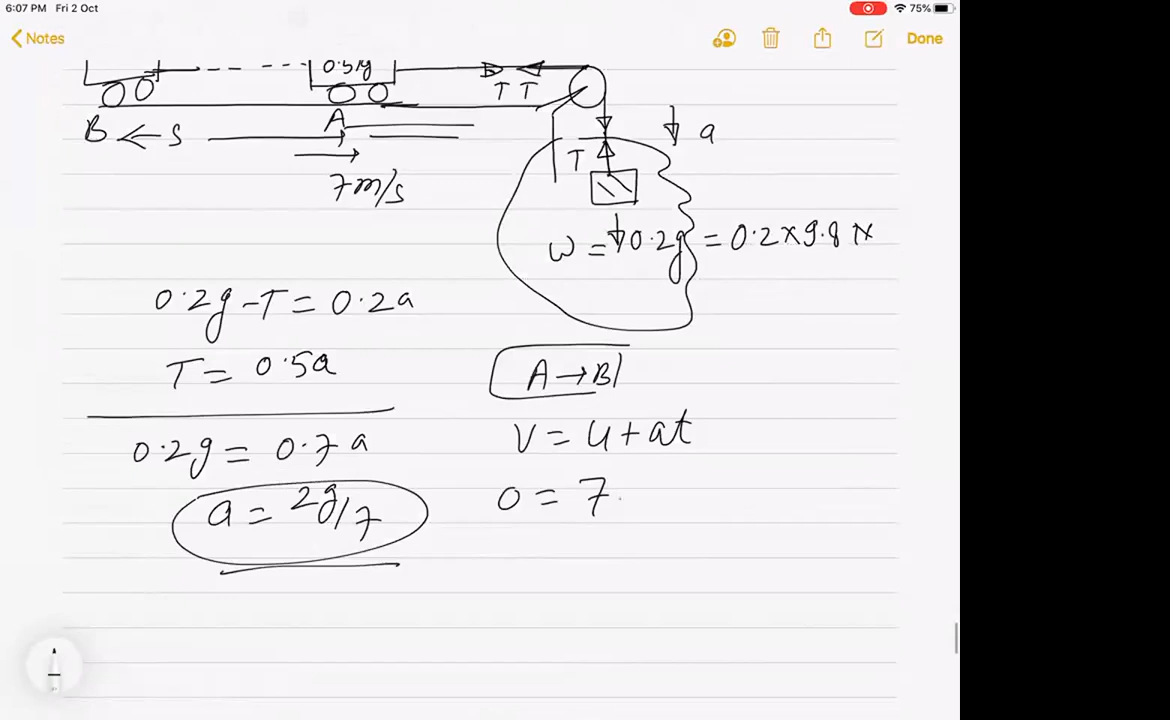 6:07 PM Fri 2 Oct
75%
Notes
Done
0.5kg
T T
B ← S
A
a
7m/s
T
W = 0.2g = 0.2×9.8 N
0.2g - T = 0.2a
T = 0.5a
0.2g = 0.7a
a = 2g/7
A → B
V = u + at
0 = 7